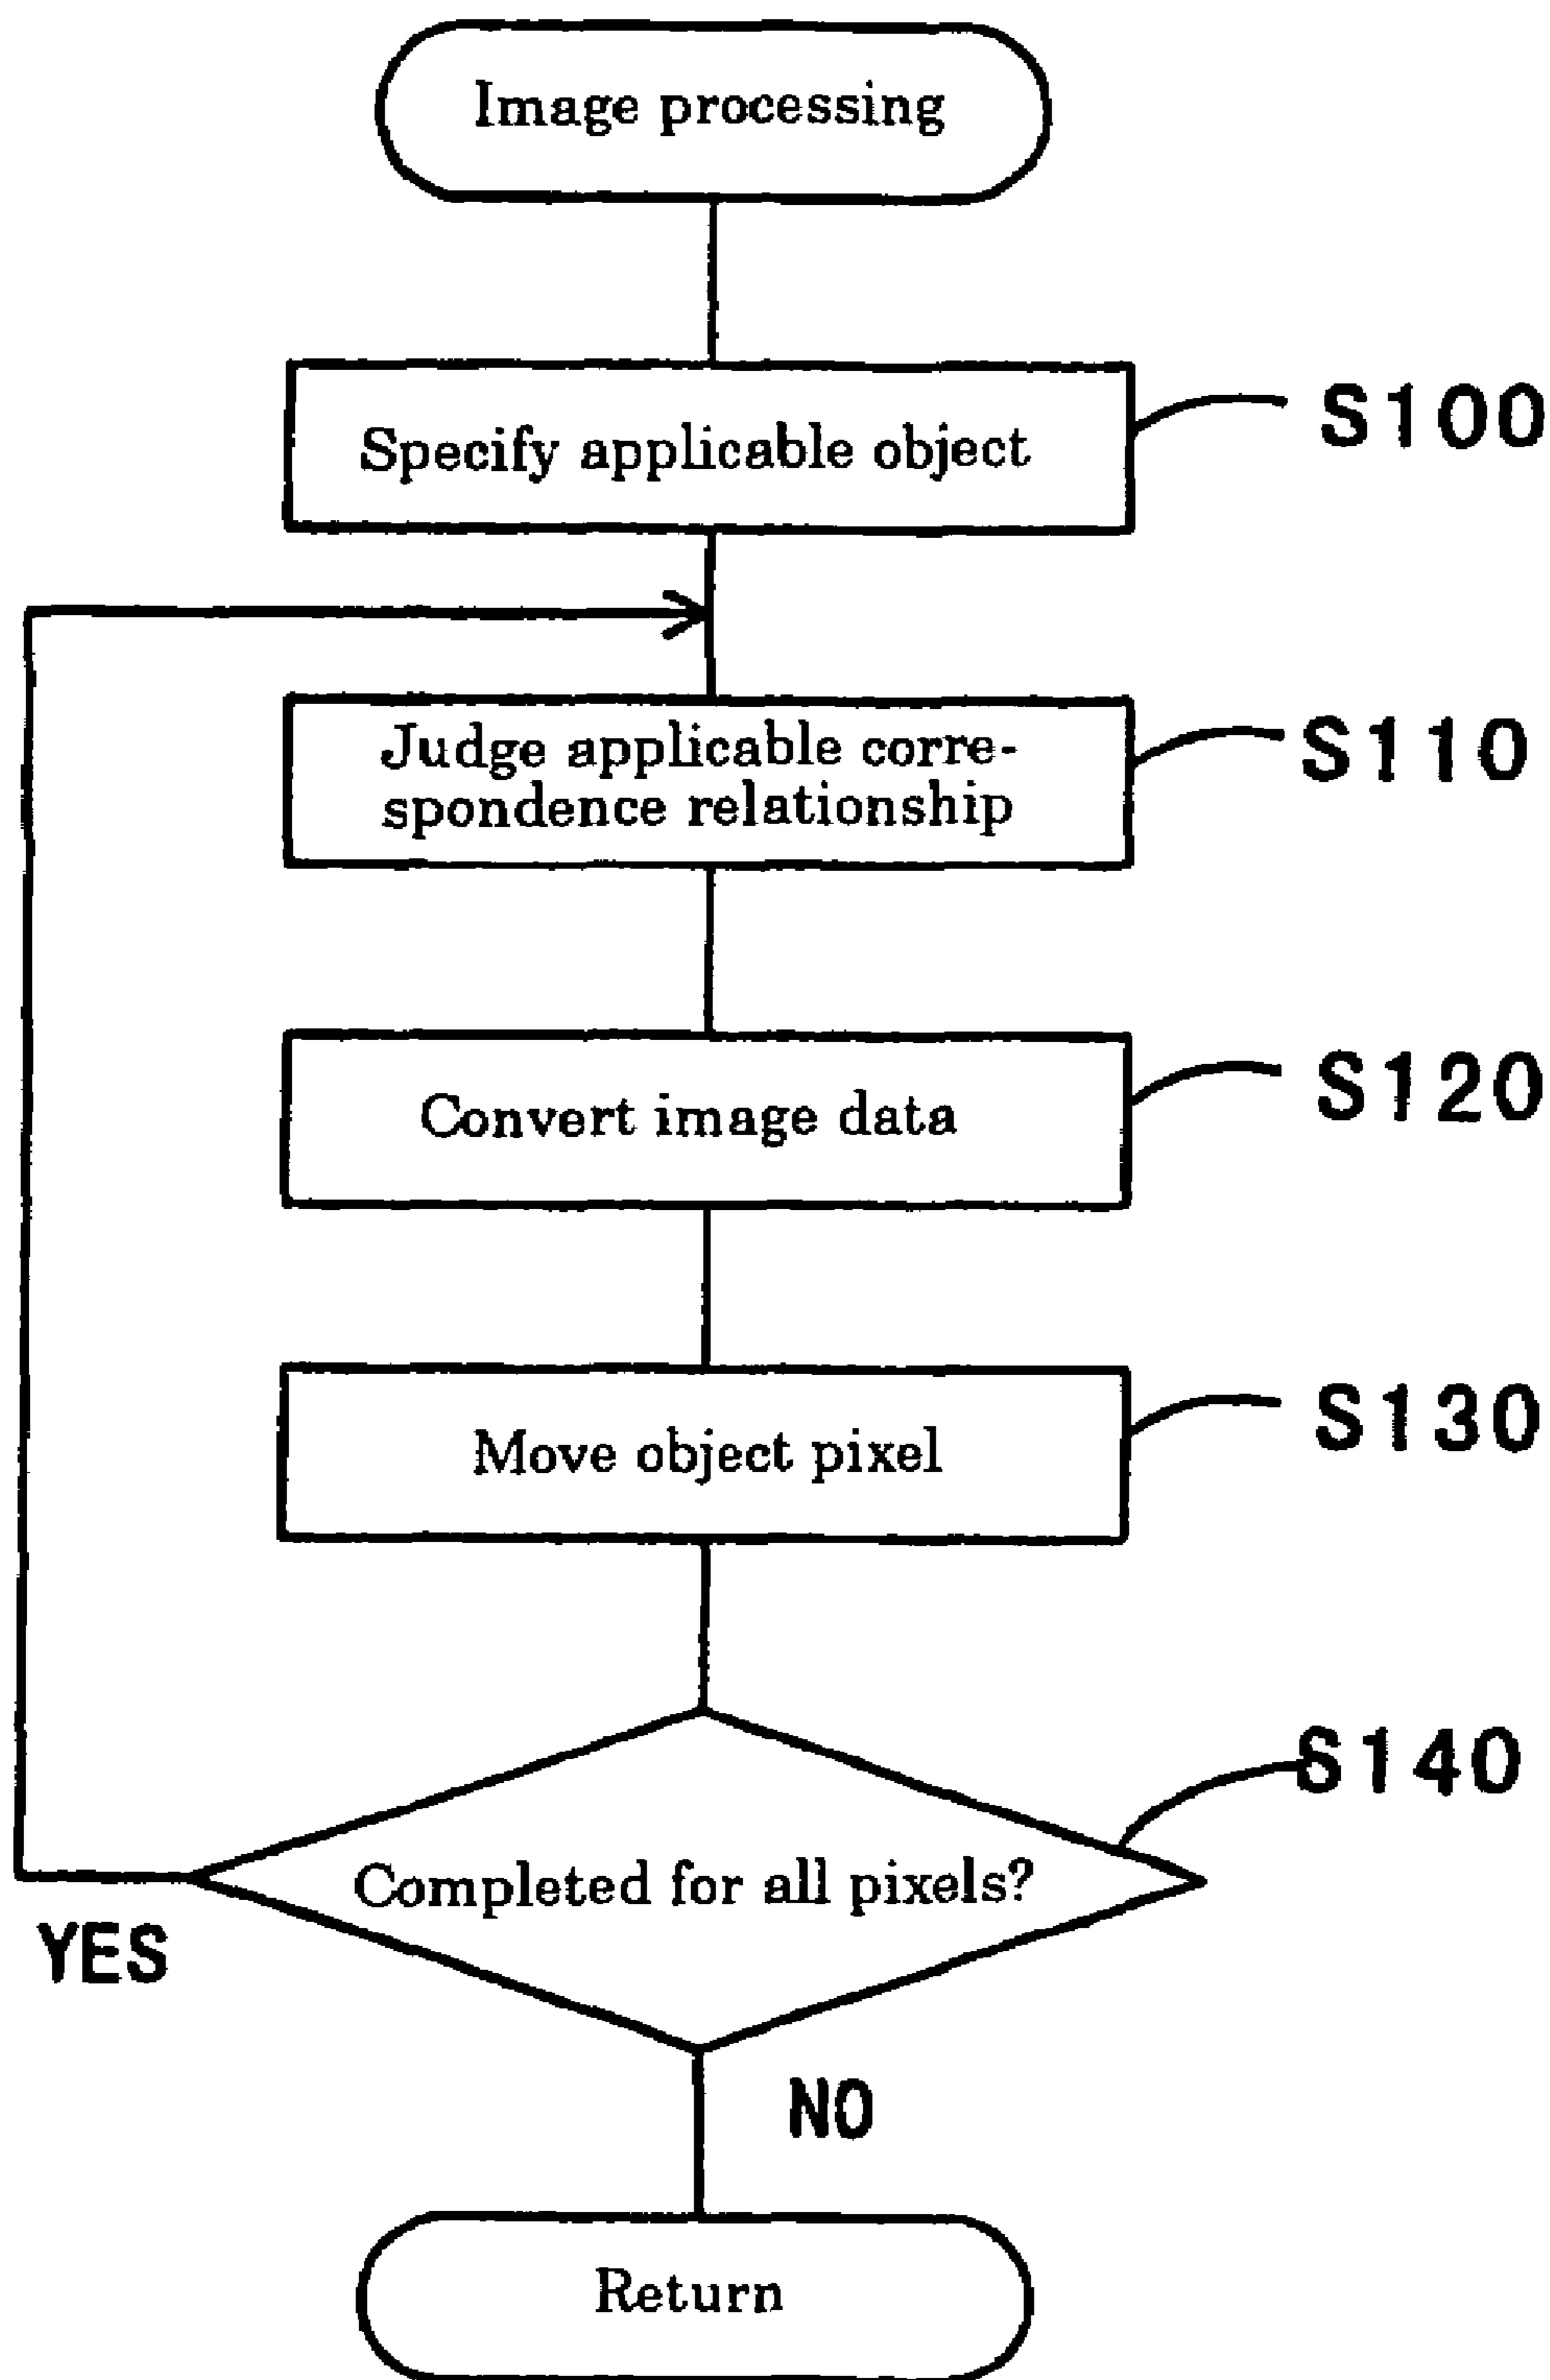 Image processing
Specify applicable object
S100
Judge applicable corre-
spondence relationship
S110
Convert image data
S120
Move object pixel
S130
S140
Completed for all pixels?
YES
NO
Return